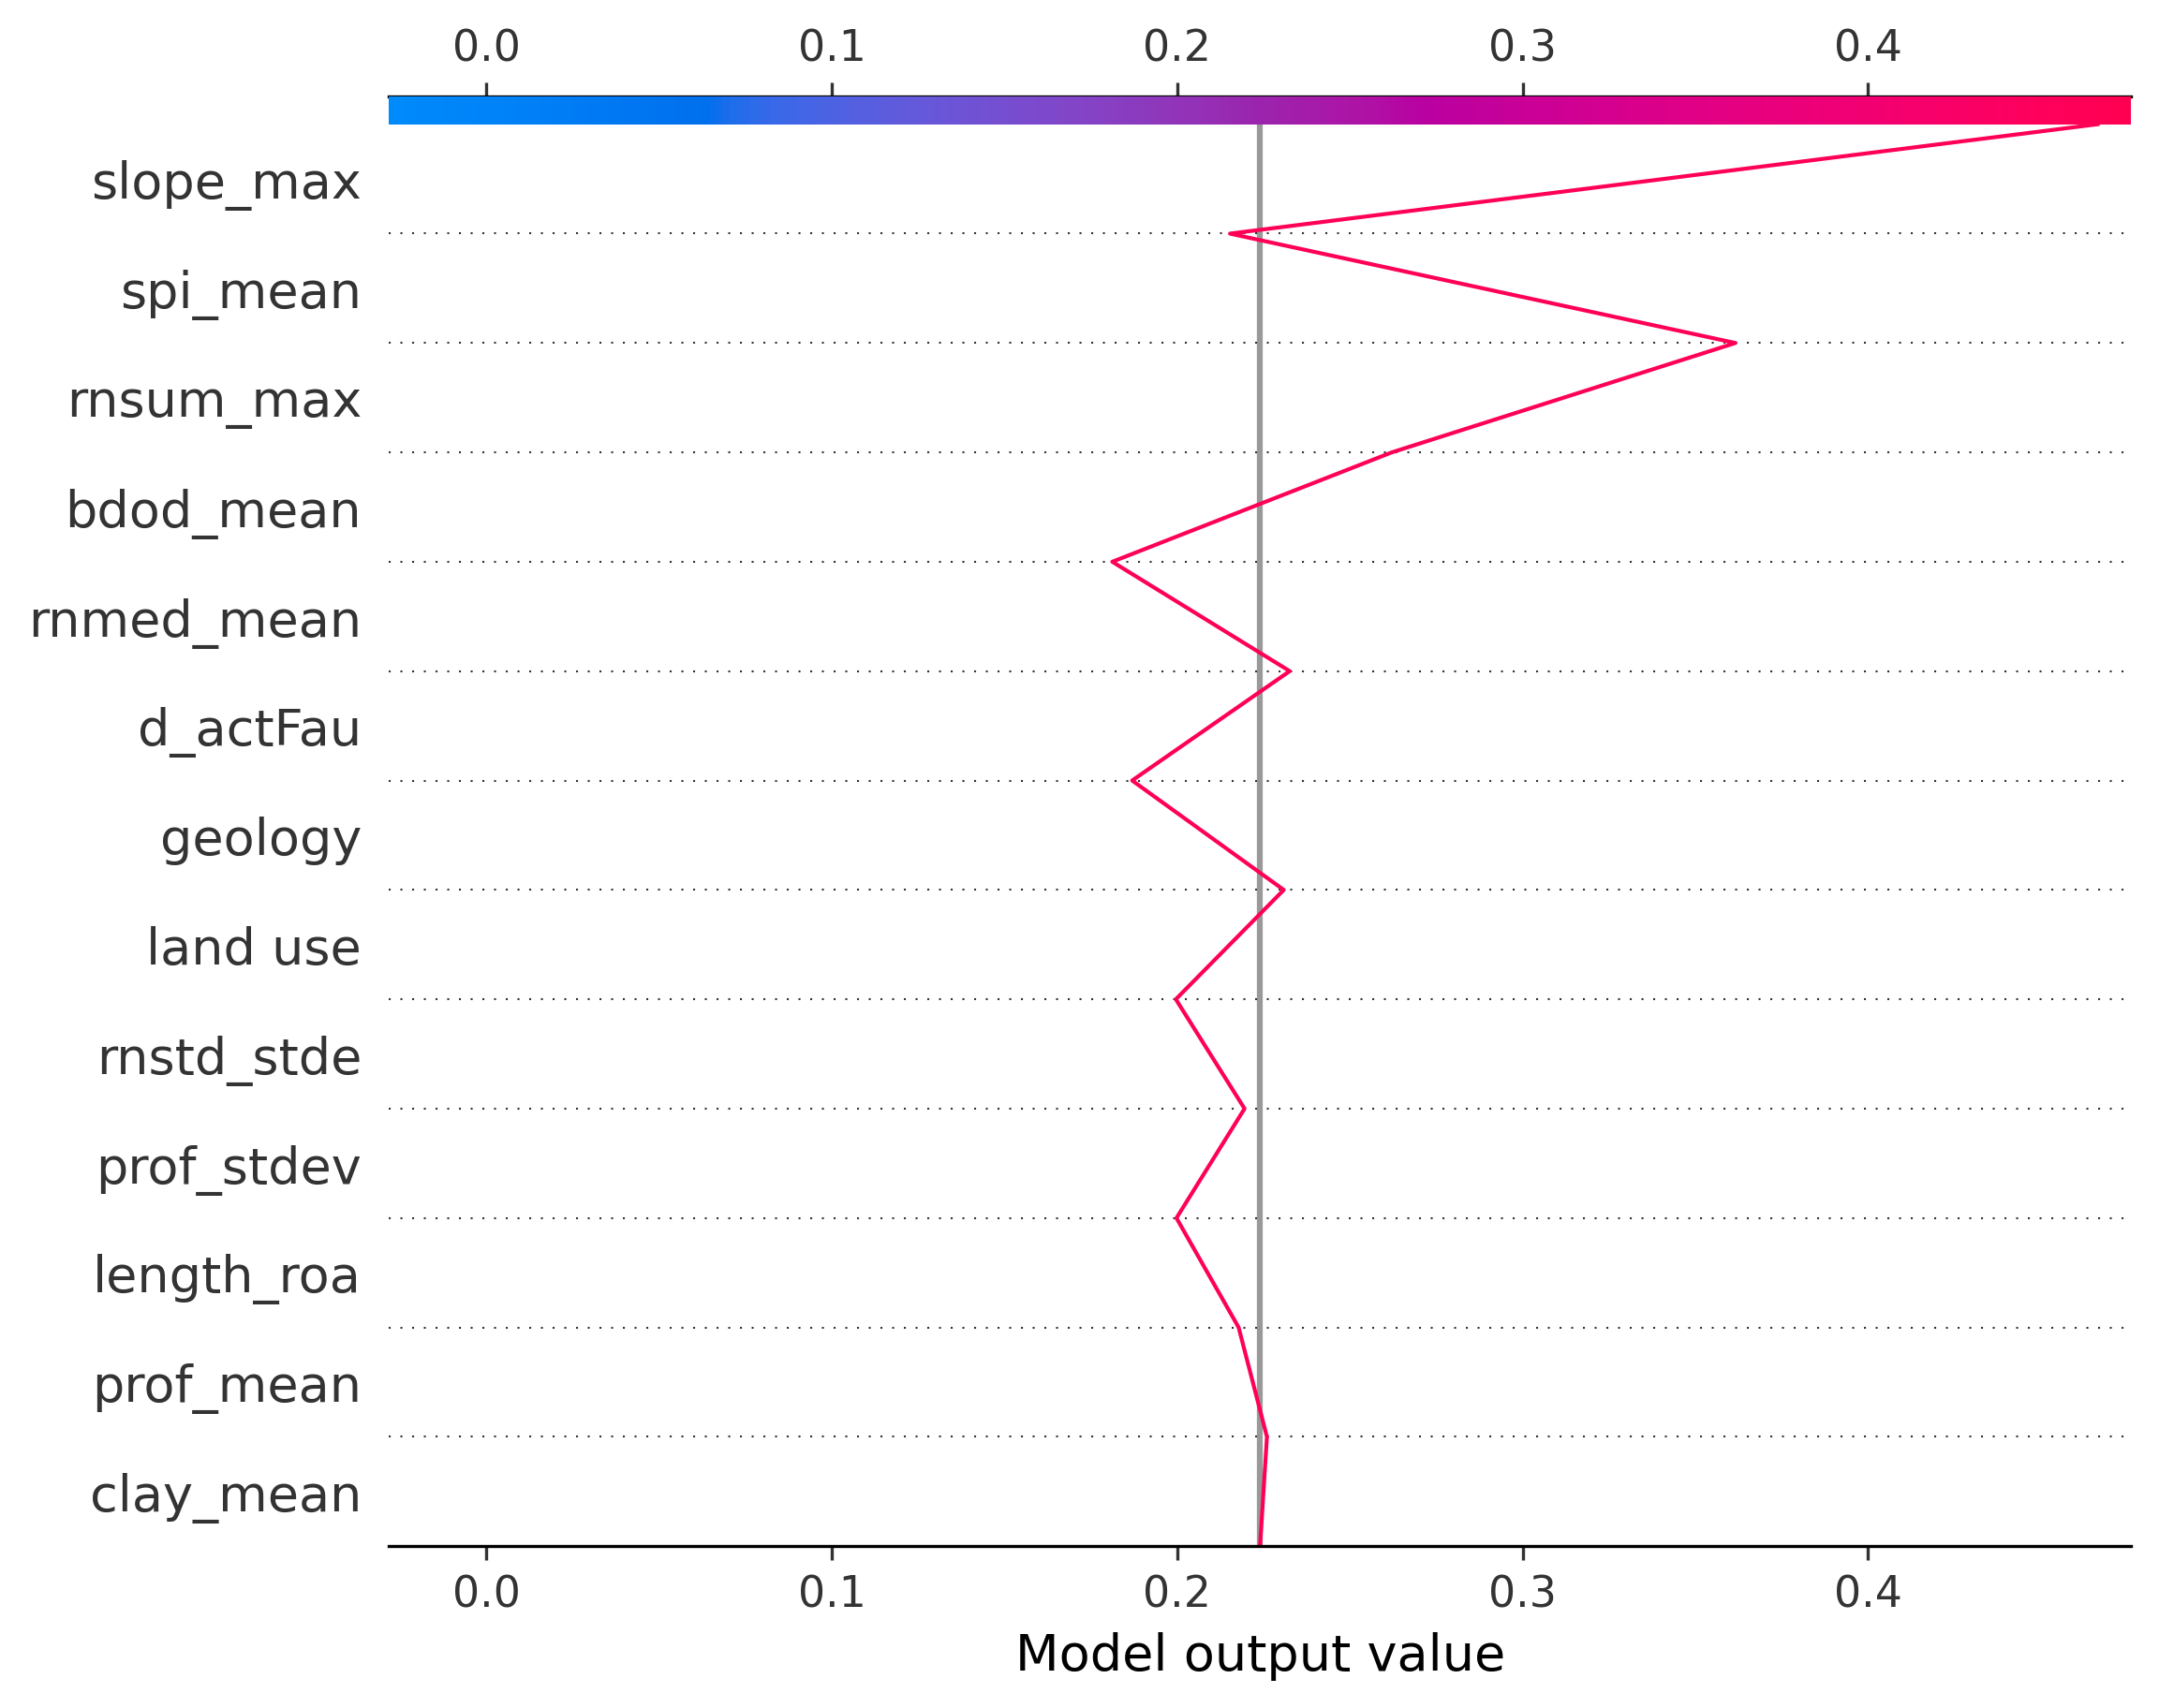 0.0 0.1 0.2 0.3 0.4
slope_max
spi_mean
rnsum_max
bdod_mean
rnmed_mean
d_actFau
geology
land use
rnstd_stde
prof_stdev
length_roa
prof_mean
clay_mean
0.0 0.1 0.2 0.3 0.4
Model output value